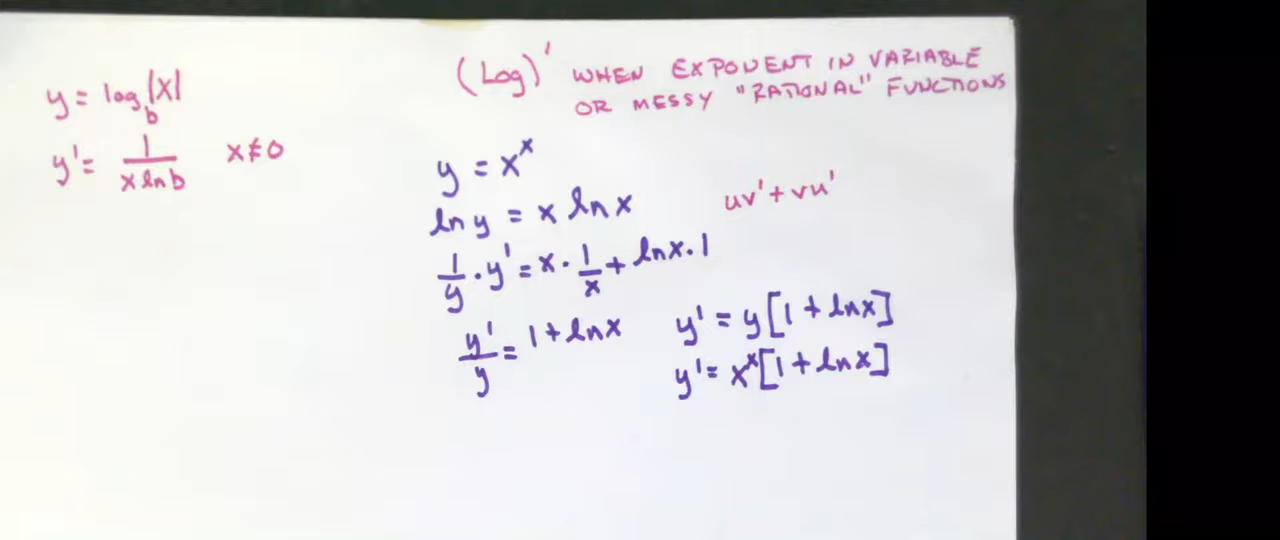 y = log_b |x|
y' = 1/(x ln b)   x ≠ 0
(Log)' WHEN EXPONENT IN VARIABLE
OR MESSY "RATIONAL" FUNCTIONS
y = x^x
ln y = x ln x   uv' + vu'
1/y · y' = x · 1/x + ln x · 1
y'/y = 1 + ln x   y' = y[1 + ln x]
y' = x^x[1 + ln x]